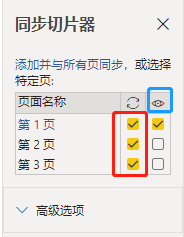 同步切片器
添加并与所有页同步，或选择
特定页:
页面名称
第 1 页
第 2 页
第 3 页
高级选项